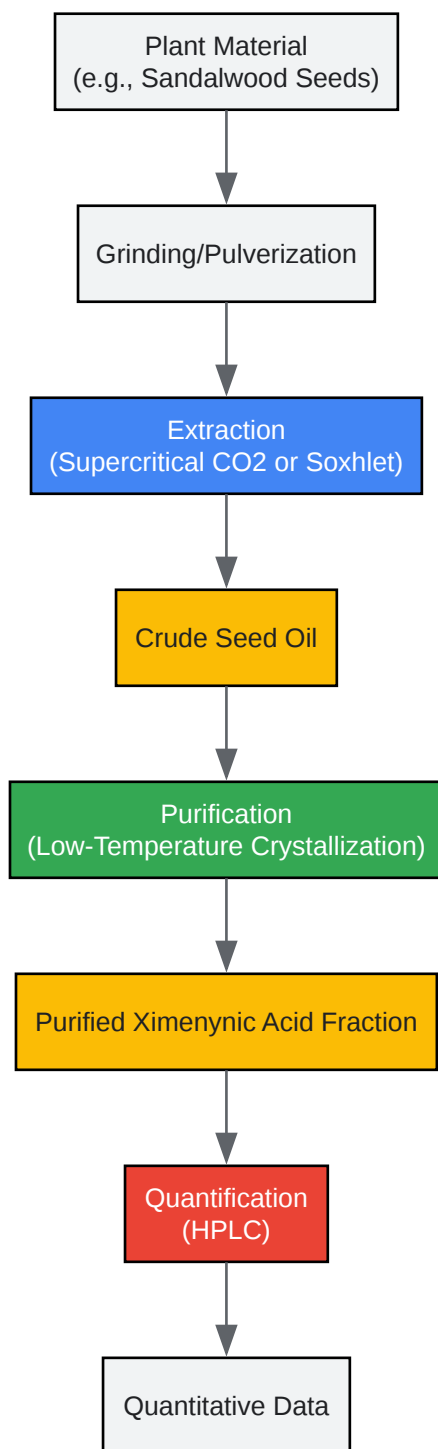 Plant Material
(e.g., Sandalwood Seeds)
Grinding/Pulverization
Extraction
(Supercritical CO2 or Soxhlet)
Crude Seed Oil
Purification
(Low-Temperature Crystallization)
Purified Ximenynic Acid Fraction
Quantification
(HPLC)
Quantitative Data